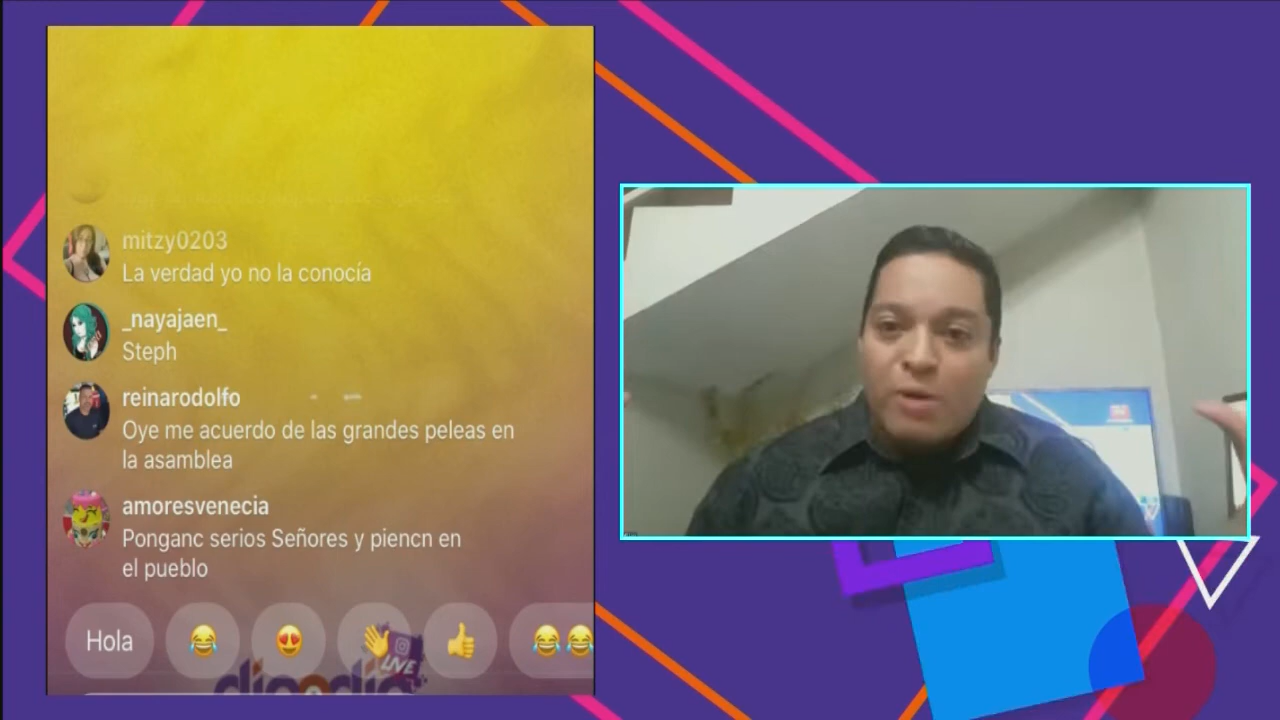 mitzy0203
La verdad yo no la conocía
_nayajaen_
Steph
reinarodolfo
Oye me acuerdo de las grandes peleas en
la asamblea
amoresvenecia
Ponganc serios Señores y piencn en
el pueblo
Hola
LIVE